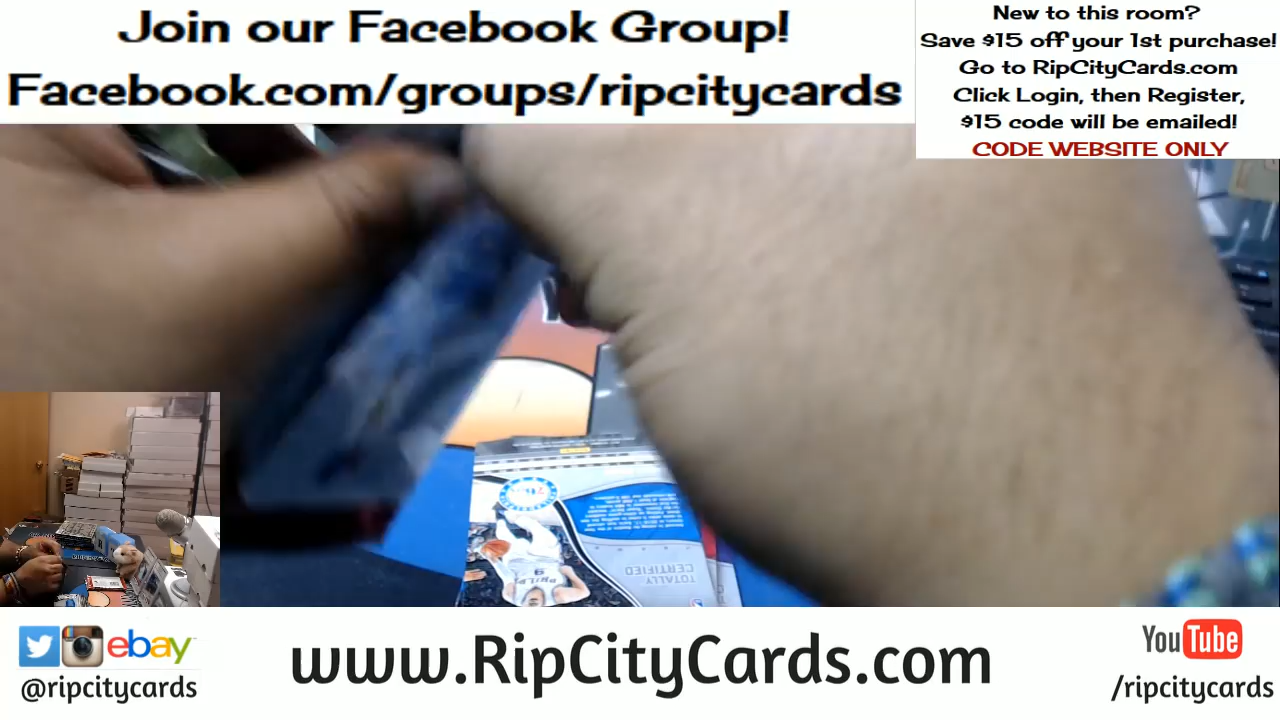 Join our Facebook Group!
Facebook.com/groups/ripcitycards
New to this room?
Save $15 off your 1st purchase!
Go to RipCityCards.com
Click Login, then Register,
$15 code will be emailed!
CODE WEBSITE ONLY
TOTALLY
CERTIFIED
PHILA
9
ebay
@ripcitycards
www.RipCityCards.com
YouTube
/ripcitycards